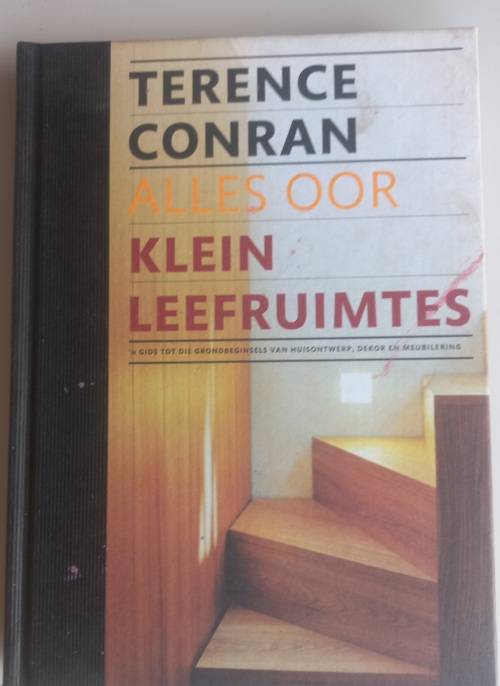 TERENCE
CONRAN
ALLES OOR
KLEIN
LEEFRUIMTES
'n GIDS TOT DIE GRONDBEGINSELS VAN HUISONTWERP, DEKOR EN MEUBILERING